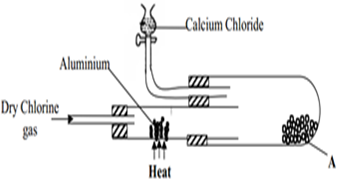 Calcium Chloride
Aluminium
Dry Chlorine
gas
Heat
A